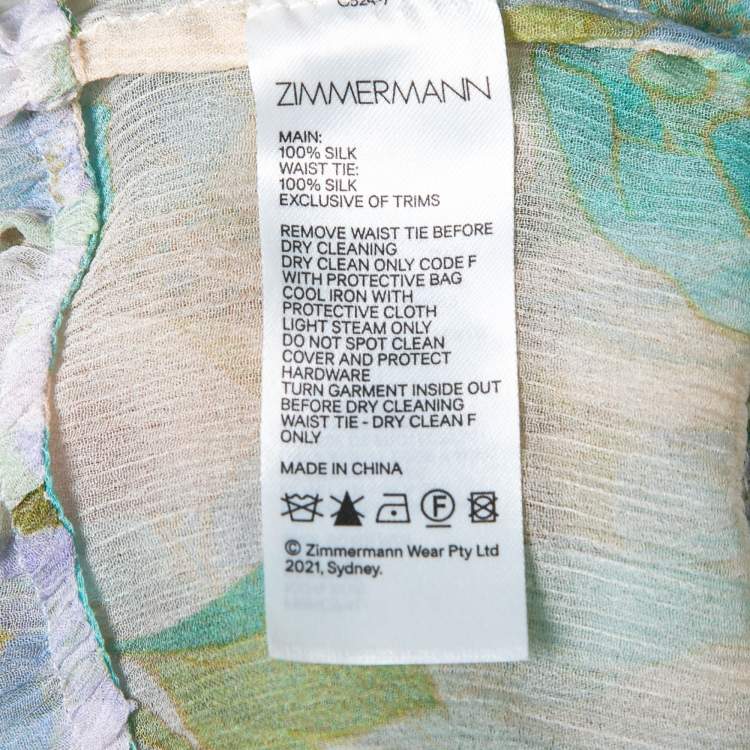 ZIMMERMANN
MAIN:
100% SILK
WAIST TIE:
100% SILK
EXCLUSIVE OF TRIMS
REMOVE WAIST TIE BEFORE
DRY CLEANING
DRY CLEAN ONLY CODE F
WITH PROTECTIVE BAG
COOL IRON WITH
PROTECTIVE CLOTH
LIGHT STEAM ONLY
DO NOT SPOT CLEAN
COVER AND PROTECT
HARDWARE
TURN GARMENT INSIDE OUT
BEFORE DRY CLEANING
WAIST TIE - DRY CLEAN F
ONLY
MADE IN CHINA
F
© Zimmermann Wear Pty Ltd
2021, Sydney.